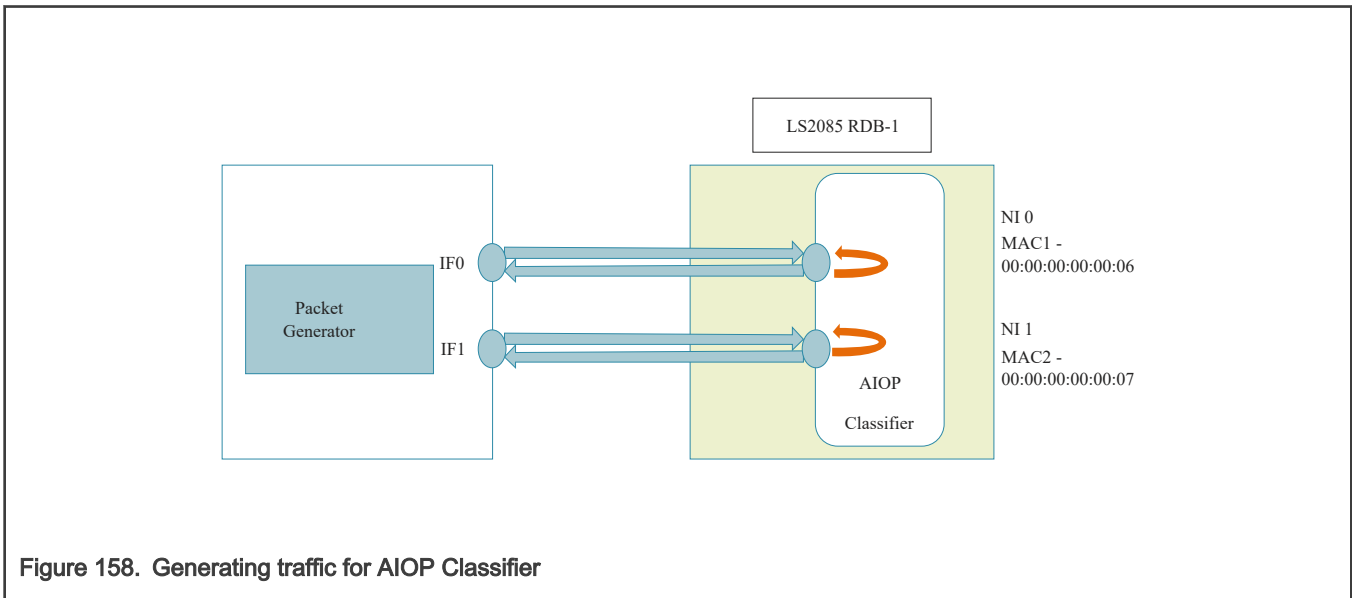 LS2085 RDB-1
NI 0
MAC1 -
00:00:00:00:00:06
IF0
Packet
Generator
NI 1
IF1
MAC2 -
00:00:00:00:00:07
AIOP
Classifier
Figure 158. Generating traffic for AIOP Classifier